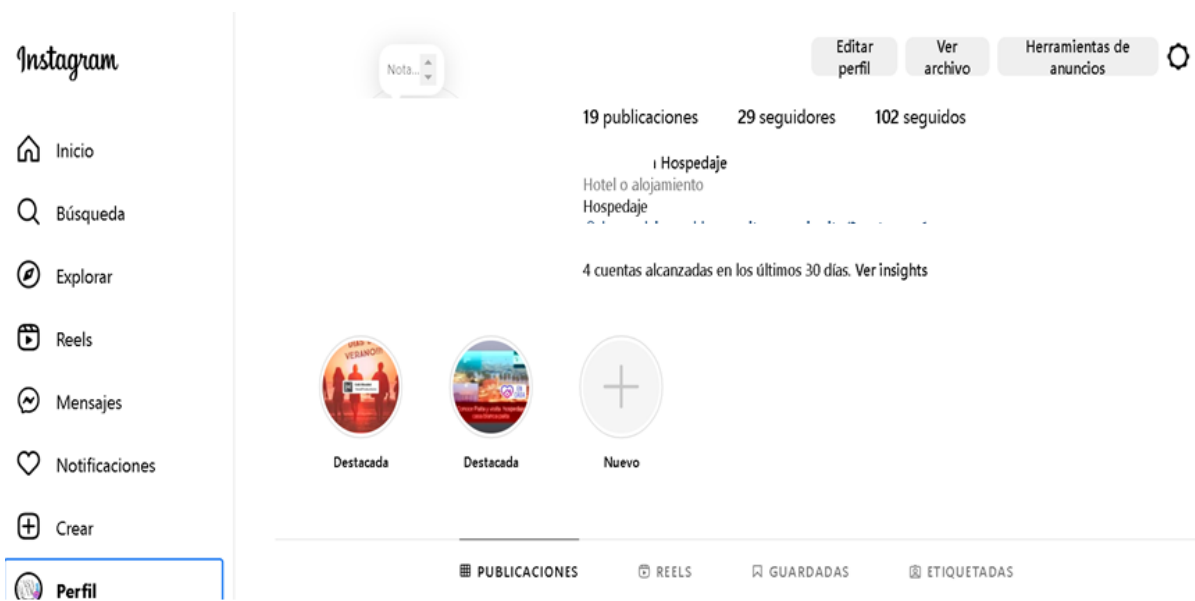 Instagram
Inicio
Búsqueda
Explorar
Reels
Mensajes
Notificaciones
Crear
Perfil
Nota...
Editar perfil
Ver archivo
Herramientas de anuncios
19 publicaciones 29 seguidores 102 seguidos
Hospedaje
Hotel o alojamiento
Hospedaje
4 cuentas alcanzadas en los últimos 30 días. Ver insights
VERANO
Destacada
Destacada
Nuevo
PUBLICACIONES
REELS
GUARDADAS
ETIQUETADAS